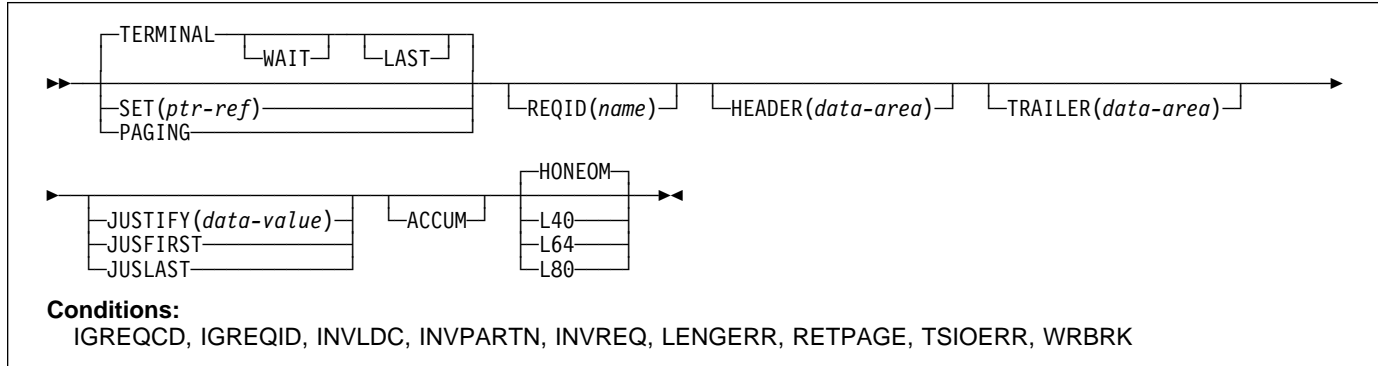 TERMINAL
WAIT LAST
SET(ptr-ref) REQID(name) HEADER(data-area) TRAILER(data-area)
PAGING
HONEOM
JUSTIFY(data-value) ACCUM L40
JUSFIRST L64
JUSLAST L80
Conditions:
IGREQCD, IGREQID, INVLDC, INVPARTN, INVREQ, LENGERR, RETPAGE, TSIOERR, WRBRK